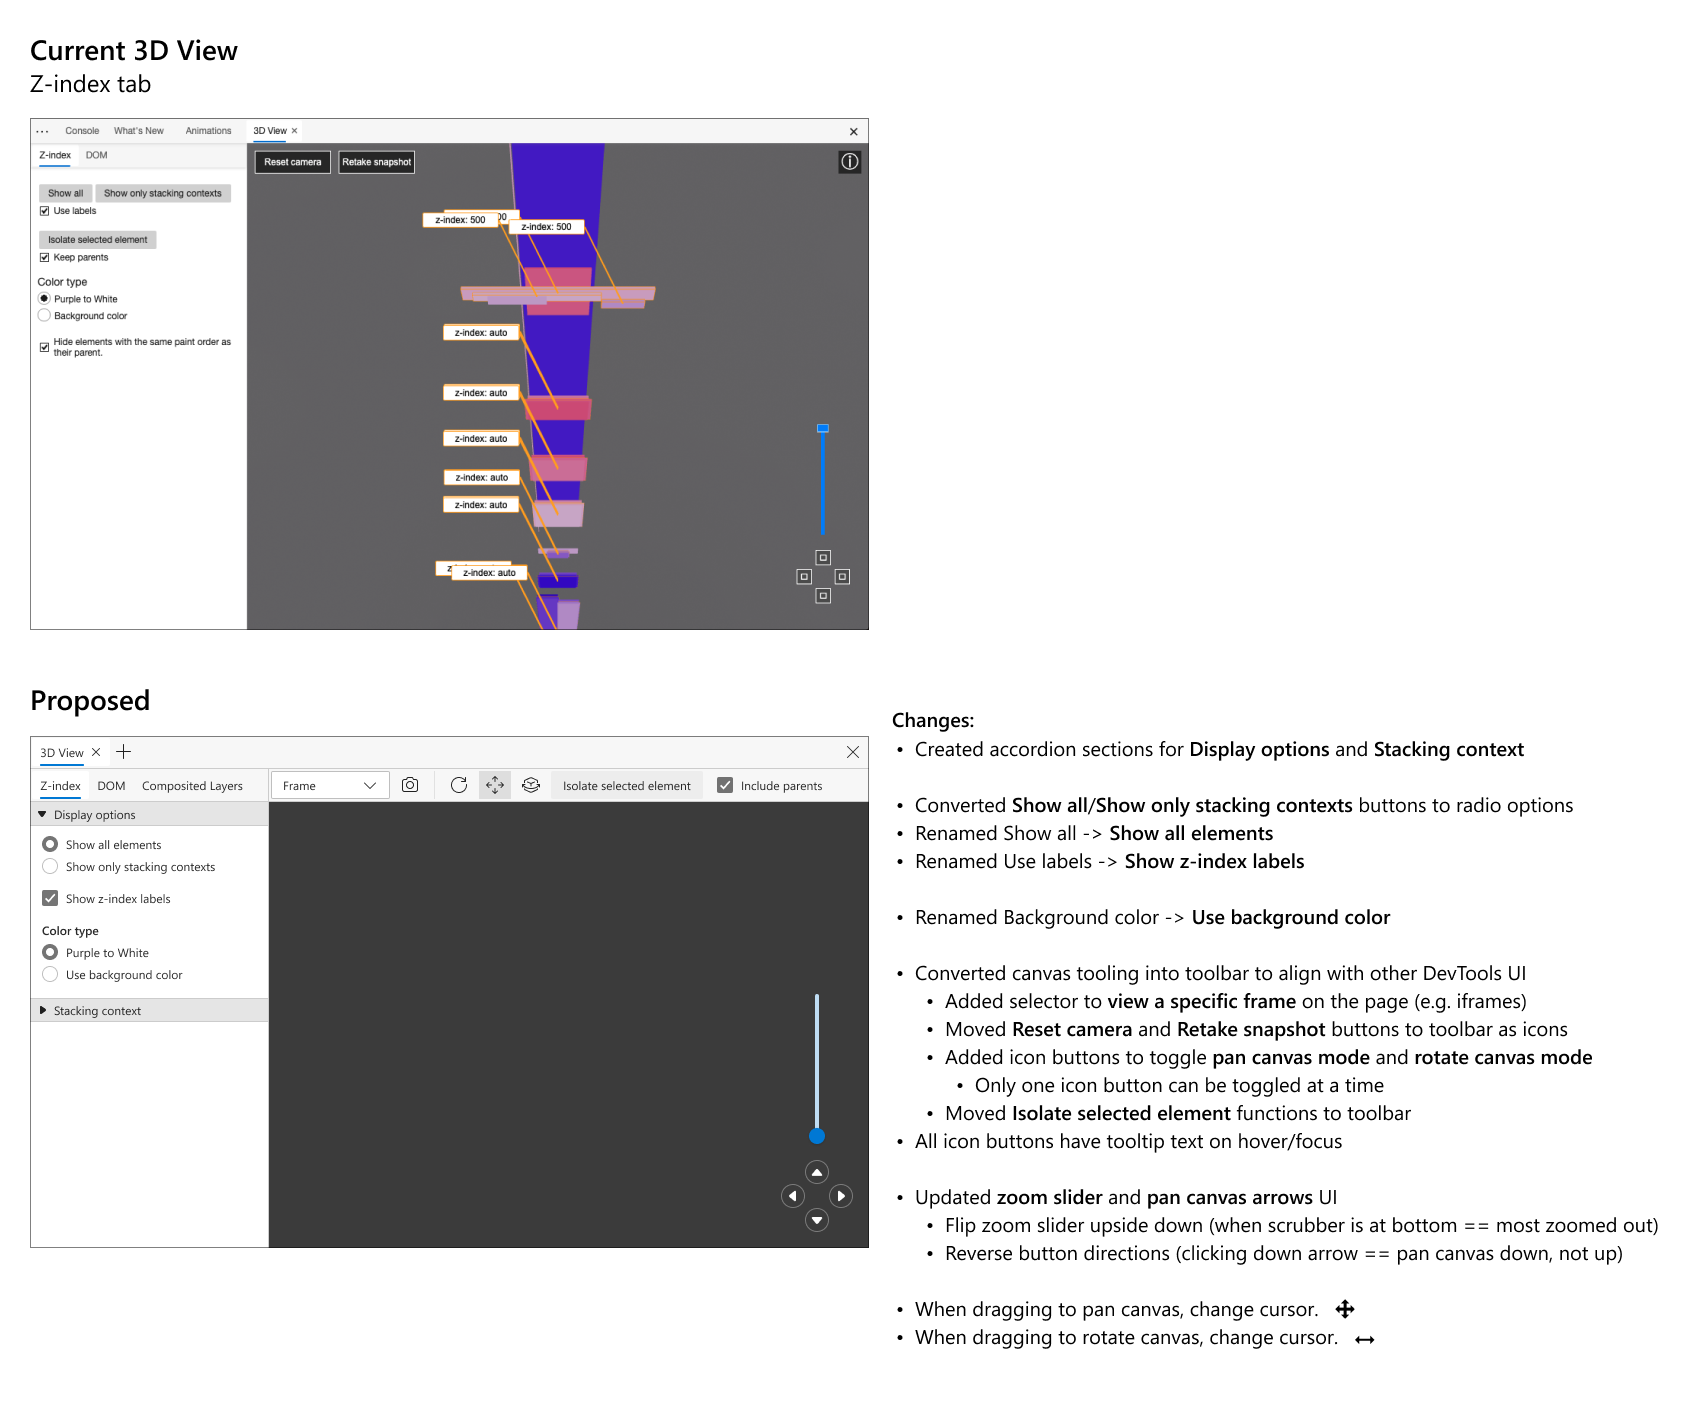 Current 3D View
Z-index tab
Console What's New Animations 3D View
Z-index DOM
Reset camera Retake snapshot
Show all Show only stacking contexts
Use labels
Isolate selected element
Keep parents
Color type
Purple to White
Background color
Hide elements with the same paint order as
their parent.
z-index: 500
z-index: 500
z-index: auto
z-index: auto
z-index: auto
z-index: auto
z-index: auto
z-index: auto
Proposed
3D View
Z-index DOM Composited Layers Frame Isolate selected element Include parents
Display options
Show all elements
Show only stacking contexts
Show z-index labels
Color type
Purple to White
Use background color
Stacking context
Changes:
• Created accordion sections for Display options and Stacking context
• Converted Show all/Show only stacking contexts buttons to radio options
• Renamed Show all -> Show all elements
• Renamed Use labels -> Show z-index labels
• Renamed Background color -> Use background color
• Converted canvas tooling into toolbar to align with other DevTools UI
• Added selector to view a specific frame on the page (e.g. iframes)
• Moved Reset camera and Retake snapshot buttons to toolbar as icons
• Added icon buttons to toggle pan canvas mode and rotate canvas mode
• Only one icon button can be toggled at a time
• Moved Isolate selected element functions to toolbar
• All icon buttons have tooltip text on hover/focus
• Updated zoom slider and pan canvas arrows UI
• Flip zoom slider upside down (when scrubber is at bottom == most zoomed out)
• Reverse button directions (clicking down arrow == pan canvas down, not up)
• When dragging to pan canvas, change cursor.
• When dragging to rotate canvas, change cursor.